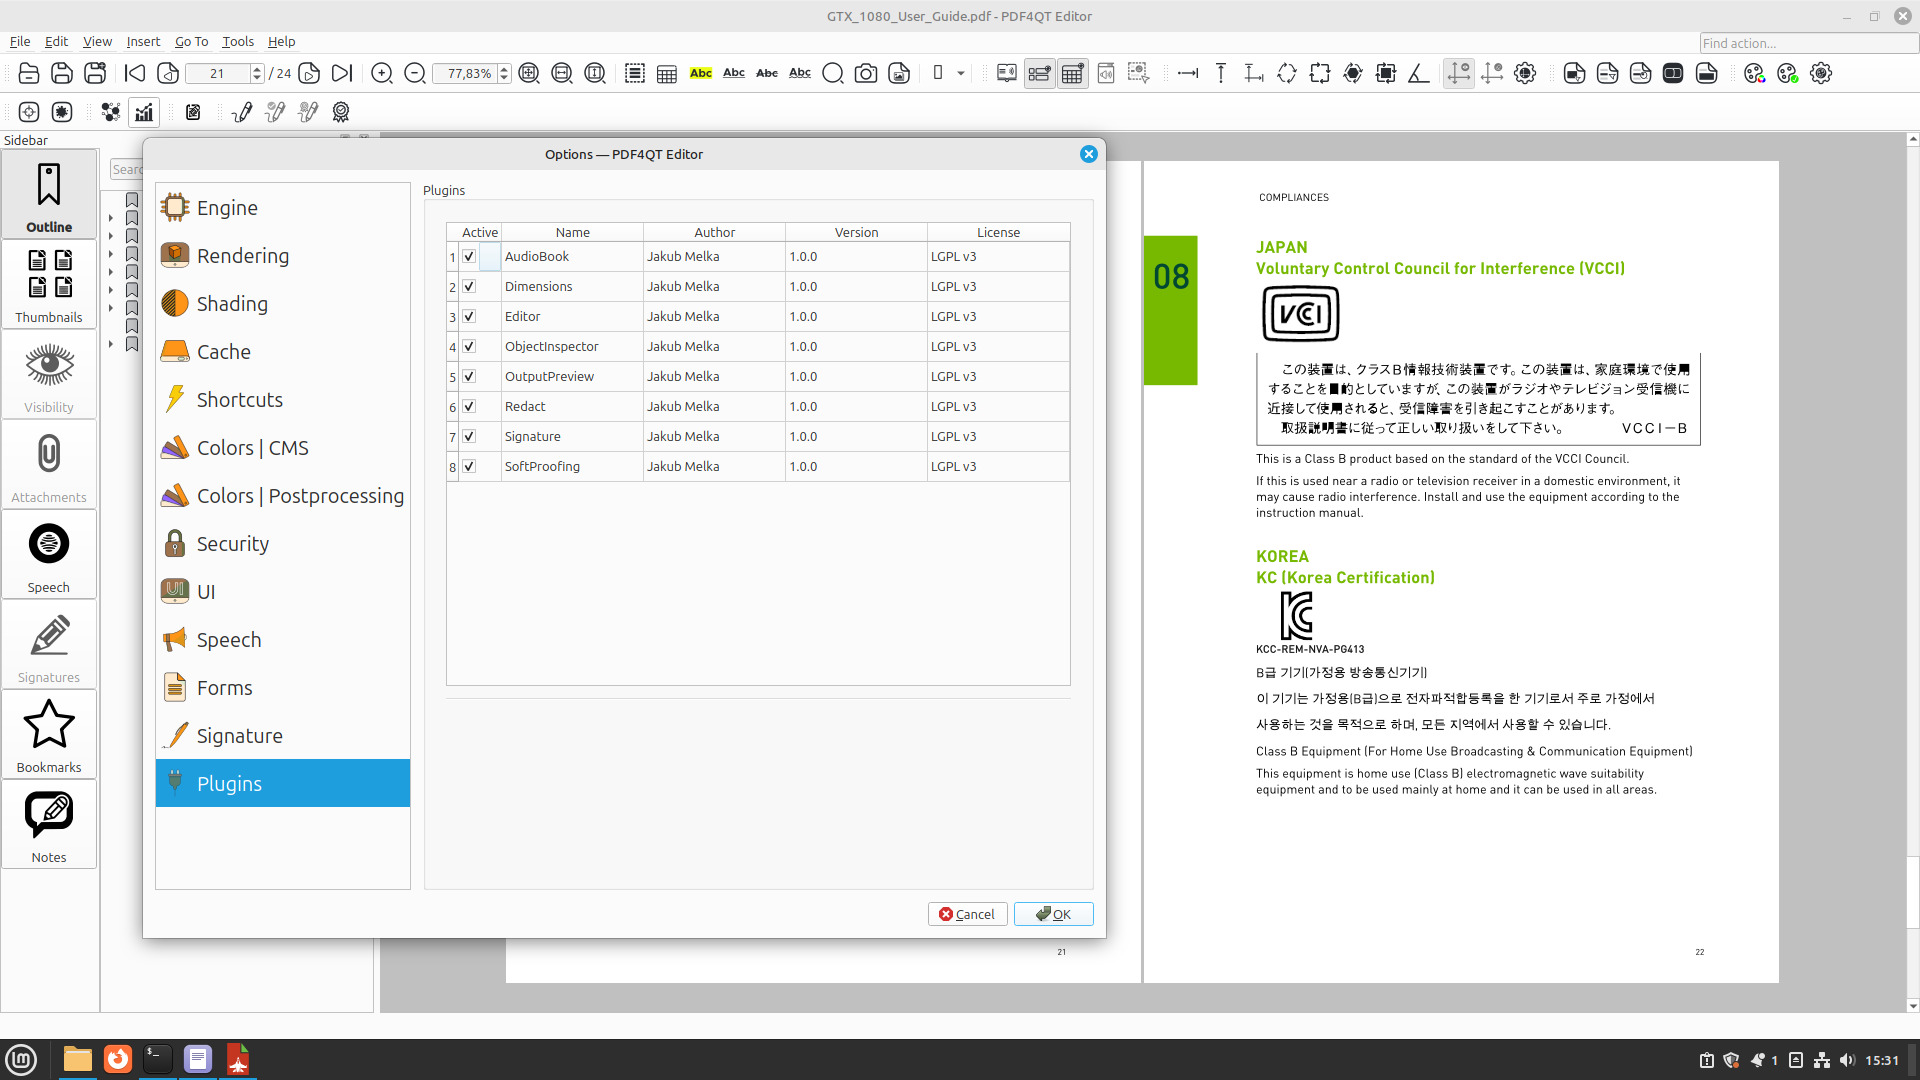 GTX_1080_User_Guide.pdf - PDF4QT Editor
File Edit View Insert Go To Tools Help
Find action...
21 / 24
77,83%
Abc Abc Abc Abc
Sidebar
Outline
Thumbnails
Visibility
Attachments
Speech
Signatures
Bookmarks
Notes
Searc
Options — PDF4QT Editor
Engine
Rendering
Shading
Cache
Shortcuts
Colors | CMS
Colors | Postprocessing
Security
UI
Speech
Forms
Signature
Plugins
Plugins
Active Name Author Version License
1 AudioBook Jakub Melka 1.0.0 LGPL v3
2 Dimensions Jakub Melka 1.0.0 LGPL v3
3 Editor Jakub Melka 1.0.0 LGPL v3
4 ObjectInspector Jakub Melka 1.0.0 LGPL v3
5 OutputPreview Jakub Melka 1.0.0 LGPL v3
6 Redact Jakub Melka 1.0.0 LGPL v3
7 Signature Jakub Melka 1.0.0 LGPL v3
8 SoftProofing Jakub Melka 1.0.0 LGPL v3
Cancel OK
21
COMPLIANCES
08
JAPAN
Voluntary Control Council for Interference (VCCI)
VCCI
この装置は、クラスB情報技術装置です。この装置は、家庭環境で使用
することを目的としていますが、この装置がラジオやテレビジョン受信機に
近接して使用されると、受信障害を引き起こすことがあります。
取扱説明書に従って正しい取り扱いをして下さい。 VCCI-B
This is a Class B product based on the standard of the VCCI Council.
If this is used near a radio or television receiver in a domestic environment, it
may cause radio interference. Install and use the equipment according to the
instruction manual.
KOREA
KC (Korea Certification)
KC
KCC-REM-NVA-PG413
B급 기기(가정용 방송통신기기)
이 기기는 가정용(B급)으로 전자파적합등록을 한 기기로서 주로 가정에서
사용하는 것을 목적으로 하며, 모든 지역에서 사용할 수 있습니다.
Class B Equipment (For Home Use Broadcasting & Communication Equipment)
This equipment is home use (Class B) electromagnetic wave suitability
equipment and to be used mainly at home and it can be used in all areas.
22
1 15:31